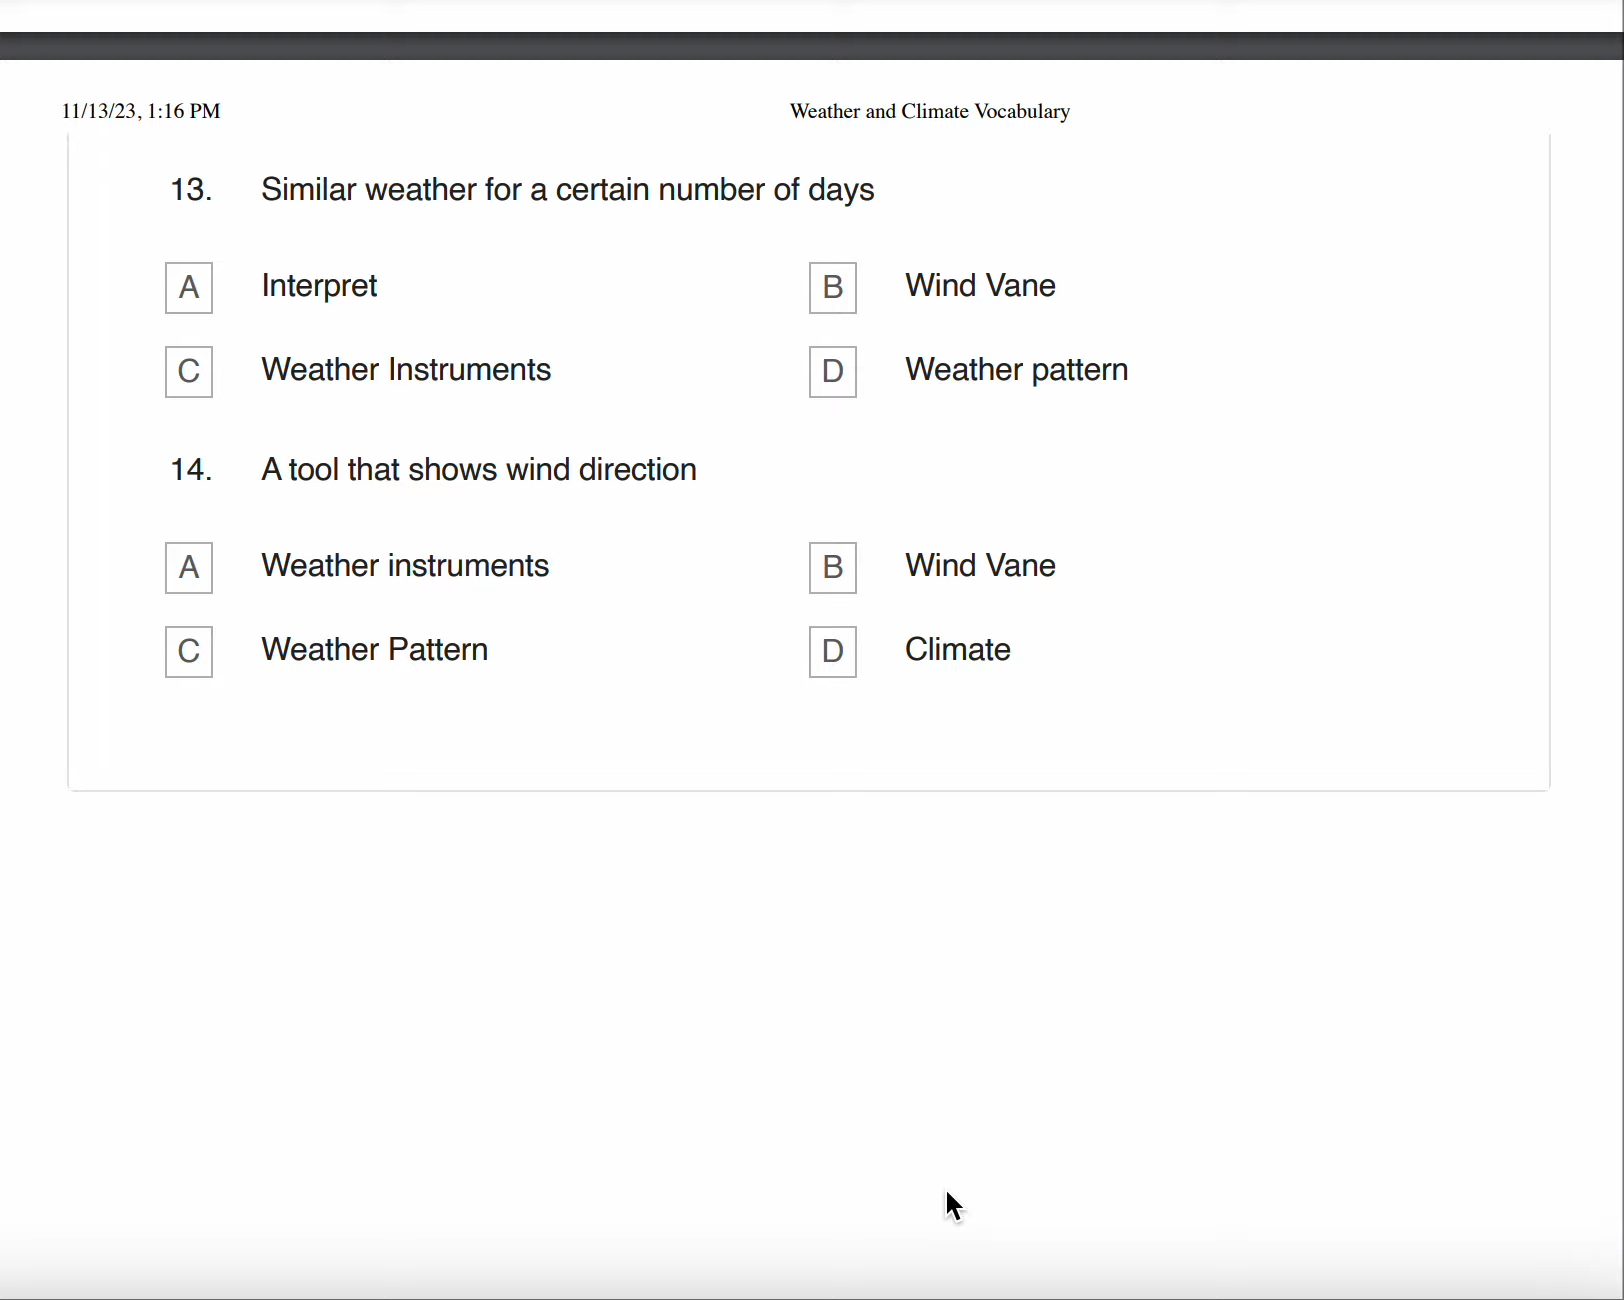 11/13/23, 1:16 PM Weather and Climate Vocabulary
13. Similar weather for a certain number of days
A Interpret B Wind Vane
C Weather Instruments D Weather pattern
14. A tool that shows wind direction
A Weather instruments B Wind Vane
C Weather Pattern D Climate